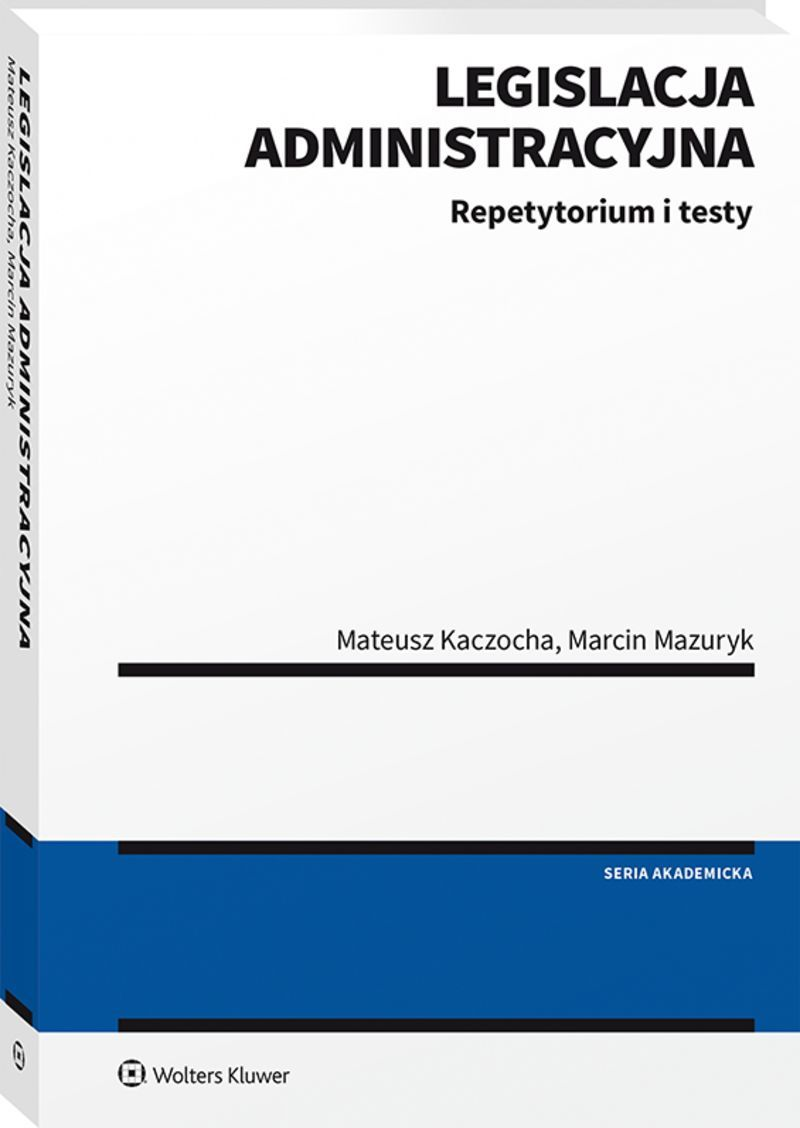 LEGISLACJA
ADMINISTRACYJNA
Repetytorium i testy
Mateusz Kaczocha, Marcin Mazuryk
SERIA AKADEMICKA
Wolters Kluwer
LEGISLACJA ADMINISTRACYJNA
Mateusz Kaczocha, Marcin Mazuryk